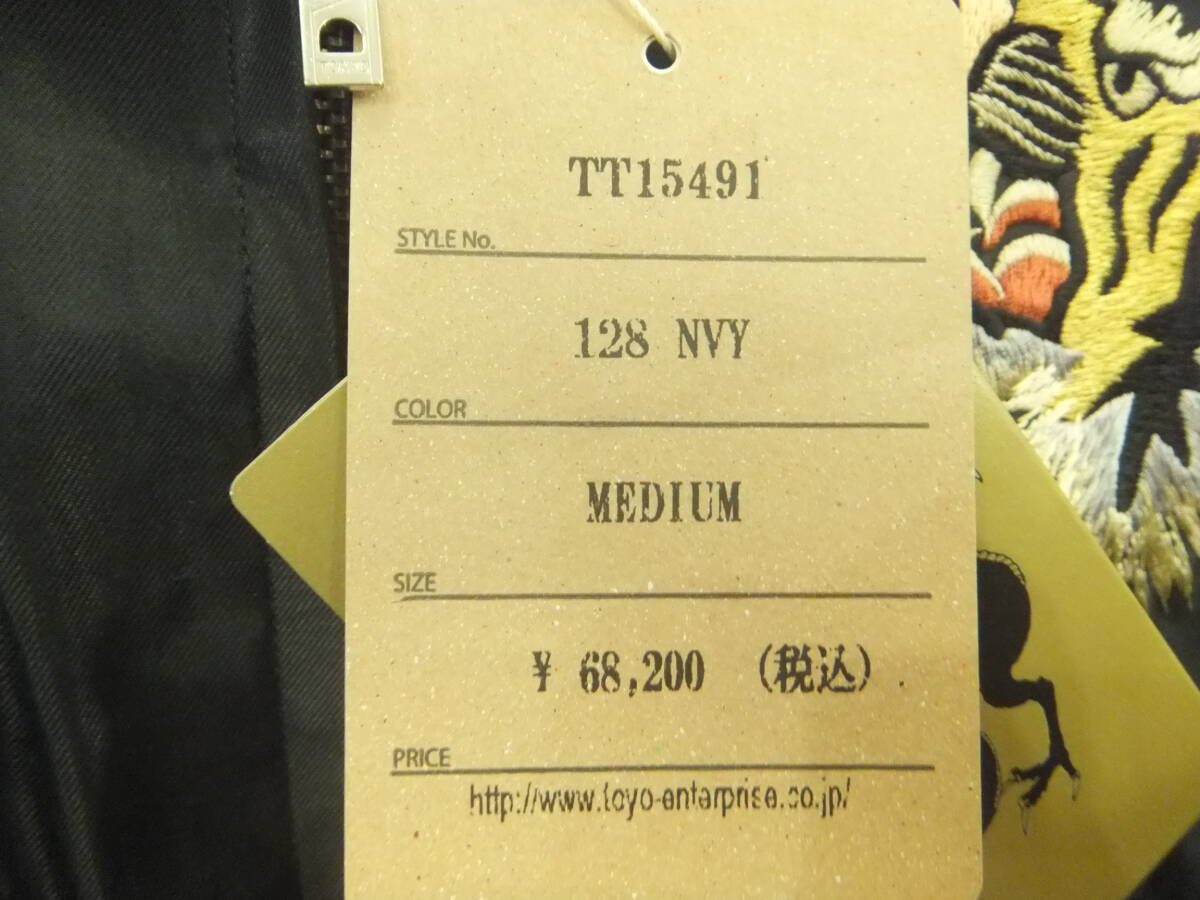 TT15491
STYLE No.
128 NVY
COLOR
MEDIUM
SIZE
¥ 68,200 (税込)
PRICE
http://www.toyo-enterprise.co.jp/